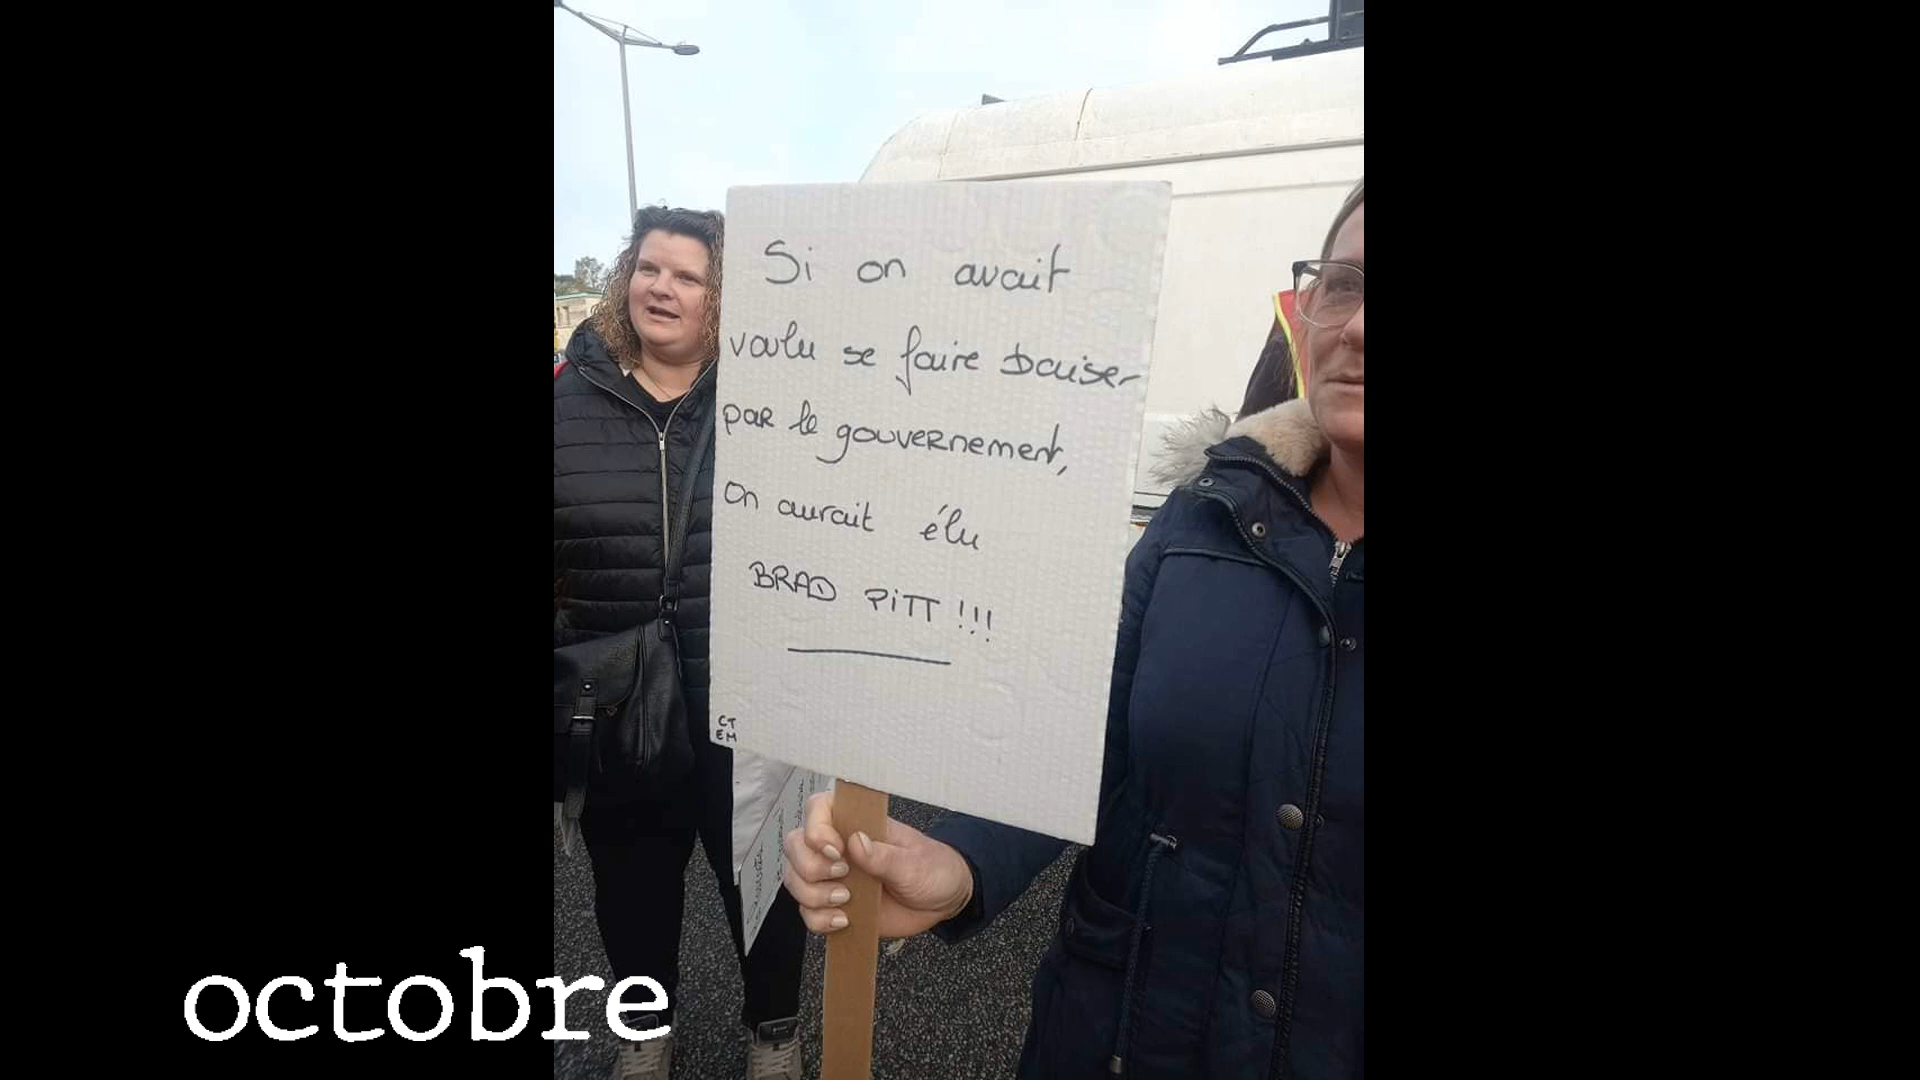 Si on avait
voulu se faire baiser
par le gouvernement,
on aurait élu
BRAD PITT !!!
CT
EM
octobre